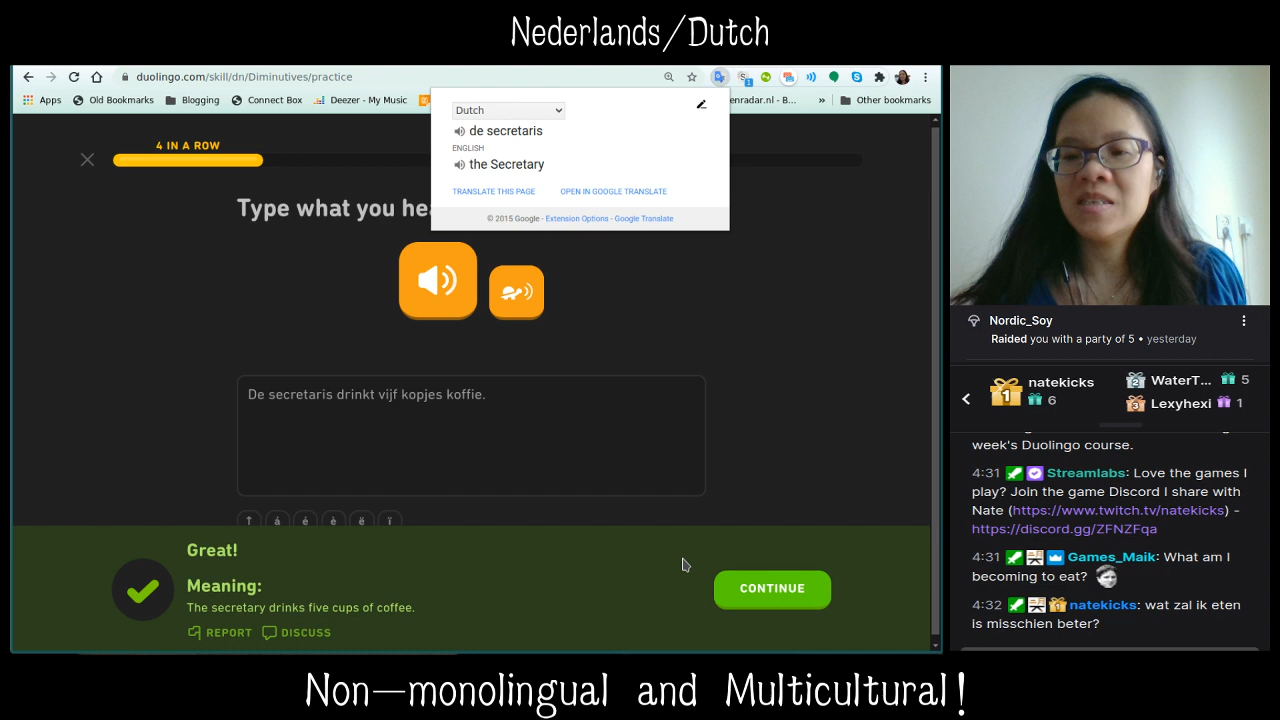 Nederlands/Dutch
duolingo.com/skill/dn/Diminutives/practice
Apps
Old Bookmarks
Blogging
Connect Box
Deezer - My Music
enradar.nl - B...
»
Other bookmarks
Dutch
de secretaris
ENGLISH
the Secretary
TRANSLATE THIS PAGE
OPEN IN GOOGLE TRANSLATE
© 2015 Google - Extension Options - Google Translate
4 IN A ROW
Type what you hea
De secretaris drinkt vijf kopjes koffie.
↑ á é è ë ï
Great!
Meaning:
The secretary drinks five cups of coffee.
REPORT
DISCUSS
CONTINUE
Nordic_Soy
Raided you with a party of 5 • yesterday
1
natekicks
6
2
WaterT...
5
3
Lexyhexi
1
week's Duolingo course.
4:31 Streamlabs: Love the games I
play? Join the game Discord I share with
Nate (https://www.twitch.tv/natekicks) -
https://discord.gg/ZFNZFqa
4:31 Games_Maik: What am I
becoming to eat?
4:32 natekicks: wat zal ik eten
is misschien beter?
Non-monolingual and Multicultural!